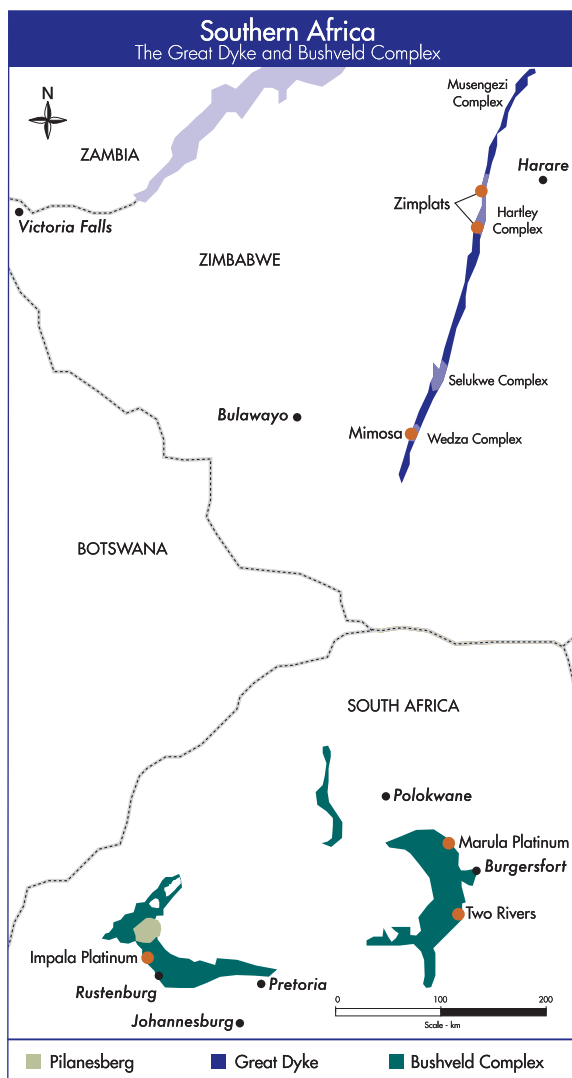 Southern Africa
The Great Dyke and Bushveld Complex
N
Musengezi
Complex
ZAMBIA
Harare
Zimplats
Hartley
Complex
Victoria Falls
ZIMBABWE
Selukwe Complex
Bulawayo
Mimosa
Wedza Complex
BOTSWANA
SOUTH AFRICA
Polokwane
Marula Platinum
Burgersfort
Two Rivers
Impala Platinum
Rustenburg
Pretoria
0 100 200
Johannesburg
Scale - km
Pilanesberg
Great Dyke
Bushveld Complex